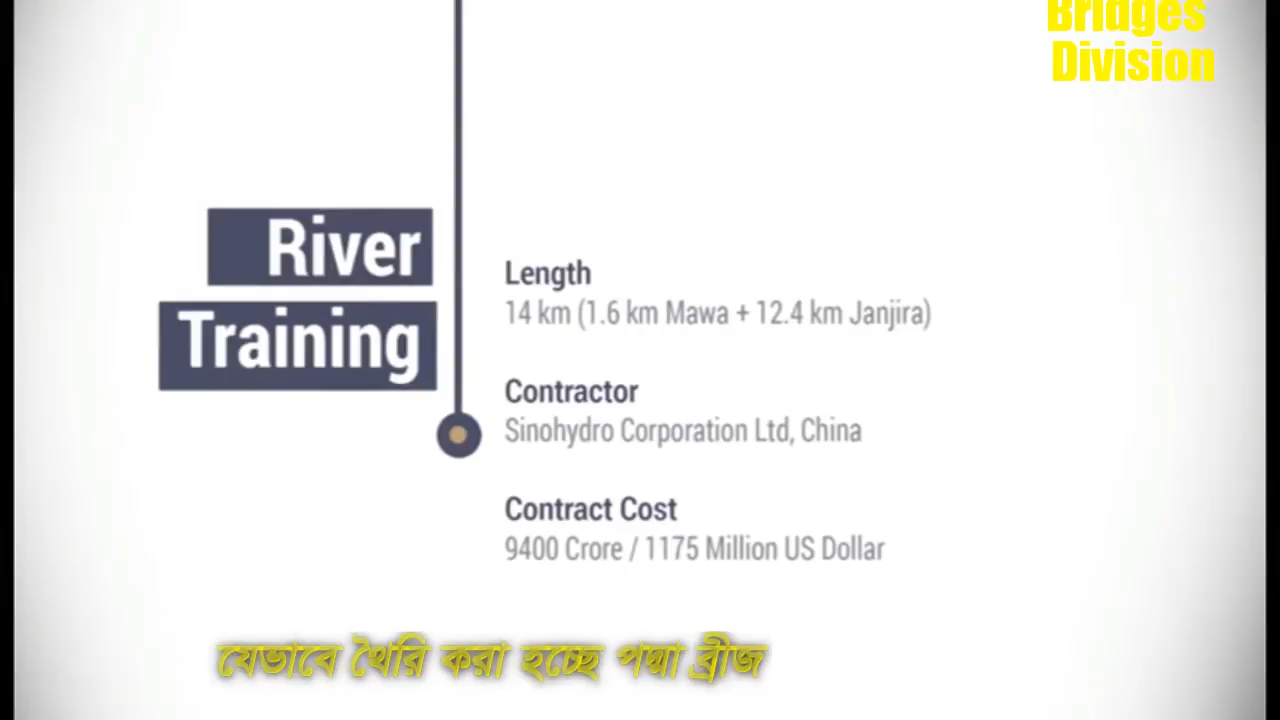 Bridges
Division
River
Training
Length
14 km (1.6 km Mawa + 12.4 km Janjira)
Contractor
Sinohydro Corporation Ltd, China
Contract Cost
9400 Crore / 1175 Million US Dollar
যেভাবে থৈরি করা হচ্ছে পদ্মা ব্রীজ